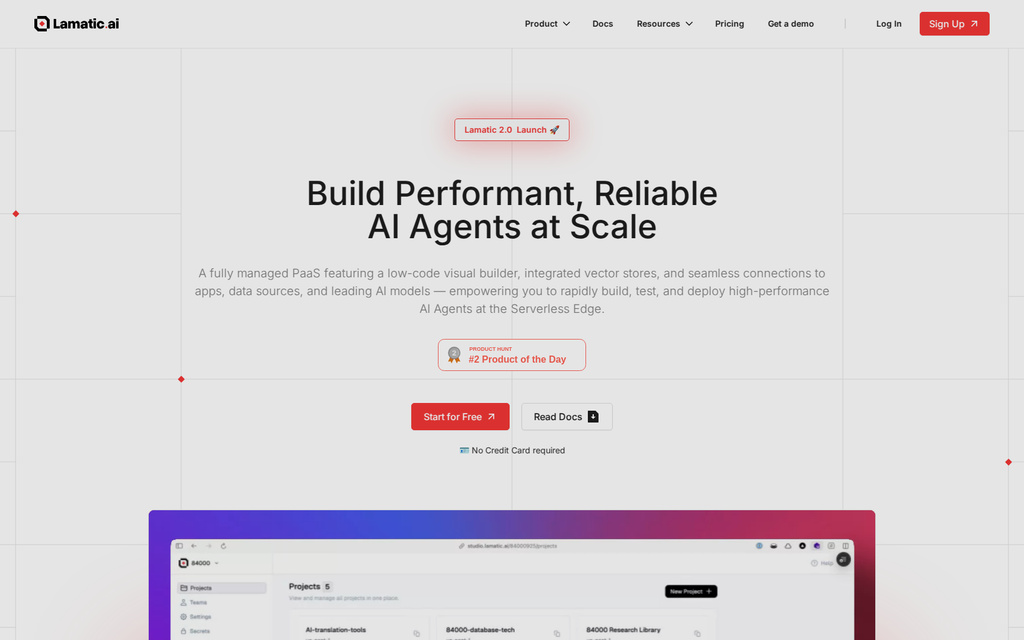 Lamatic.ai
Product
Docs
Resources
Pricing
Get a demo
Log In
Sign Up
Lamatic 2.0 Launch 🚀
Build Performant, Reliable
AI Agents at Scale
A fully managed PaaS featuring a low-code visual builder, integrated vector stores, and seamless connections to
apps, data sources, and leading AI models — empowering you to rapidly build, test, and deploy high-performance
AI Agents at the Serverless Edge.
PRODUCT HUNT
#2 Product of the Day
Start for Free
Read Docs
🪪 No Credit Card required
84000
Help
Projects
Teams
Settings
Secrets
Projects 5
View and manage all projects in one place.
New Project +
AI-translation-tools
84000-database-tech
84000 Research Library